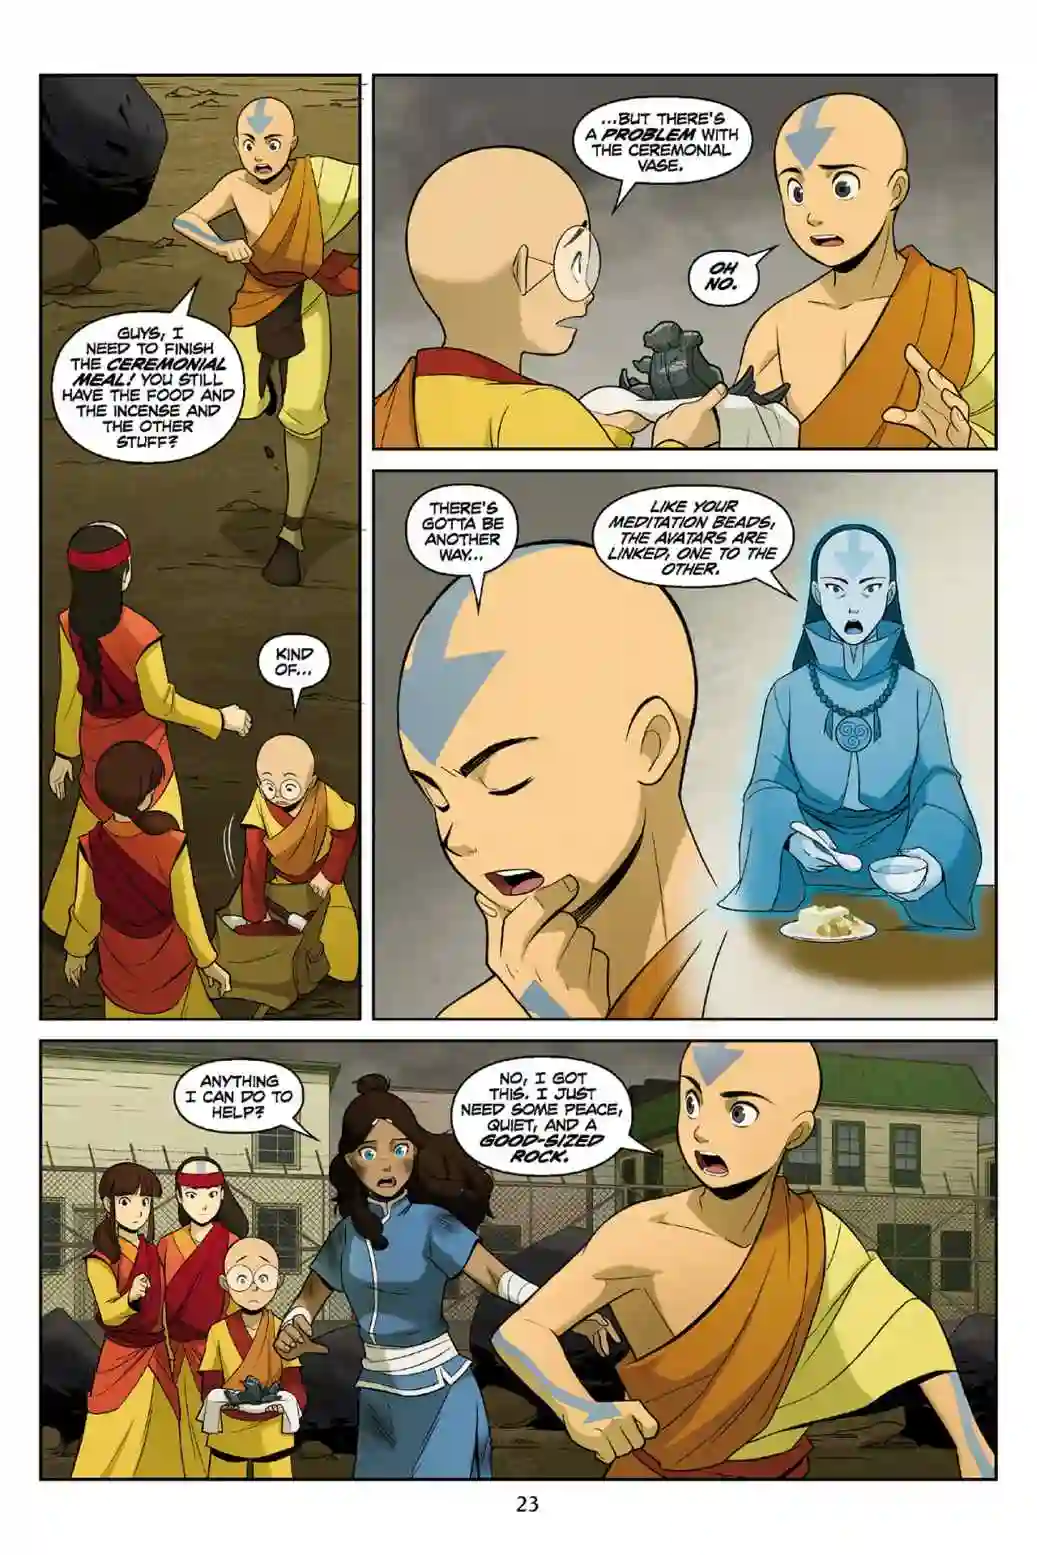 GUYS, I
NEED TO FINISH
THE CEREMONIAL
MEAL! YOU STILL
HAVE THE FOOD AND
THE INCENSE AND
THE OTHER
STUFF?
KIND
OF...
...BUT THERE'S
A PROBLEM WITH
THE CEREMONIAL
VASE.
OH
NO.
THERE'S
GOTTA BE
ANOTHER
WAY...
LIKE YOUR
MEDITATION BEADS,
THE AVATARS ARE
LINKED, ONE TO THE
OTHER.
ANYTHING
I CAN DO TO
HELP?
NO, I GOT
THIS. I JUST
NEED SOME PEACE,
QUIET, AND A
GOOD-SIZED
ROCK.
23